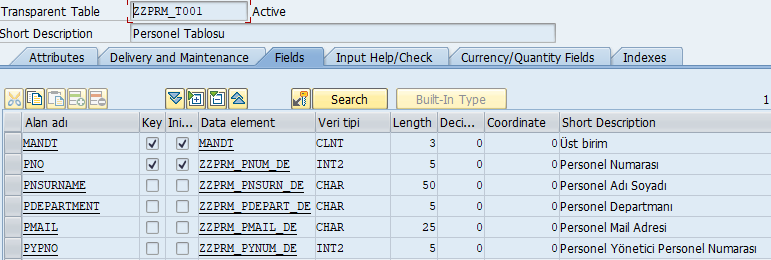 Transparent Table ZZPRM_T001 Active
Short Description Personel Tablosu
Attributes Delivery and Maintenance Fields Input Help/Check Currency/Quantity Fields Indexes
Search Built-In Type 1
Alan adı Key Ini... Data element Veri tipi Length Deci... Coordinate Short Description
MANDT MANDT CLNT 3 0 0 Üst birim
PNO ZZPRM_PNUM_DE INT2 5 0 0 Personel Numarası
PNSURNAME ZZPRM_PNSURN_DE CHAR 50 0 0 Personel Adı Soyadı
PDEPARTMENT ZZPRM_PDEPART_DE CHAR 5 0 0 Personel Departmanı
PMAIL ZZPRM_PMAIL_DE CHAR 25 0 0 Personel Mail Adresi
PYPNO ZZPRM_PYNUM_DE INT2 5 0 0 Personel Yönetici Personel Numarası